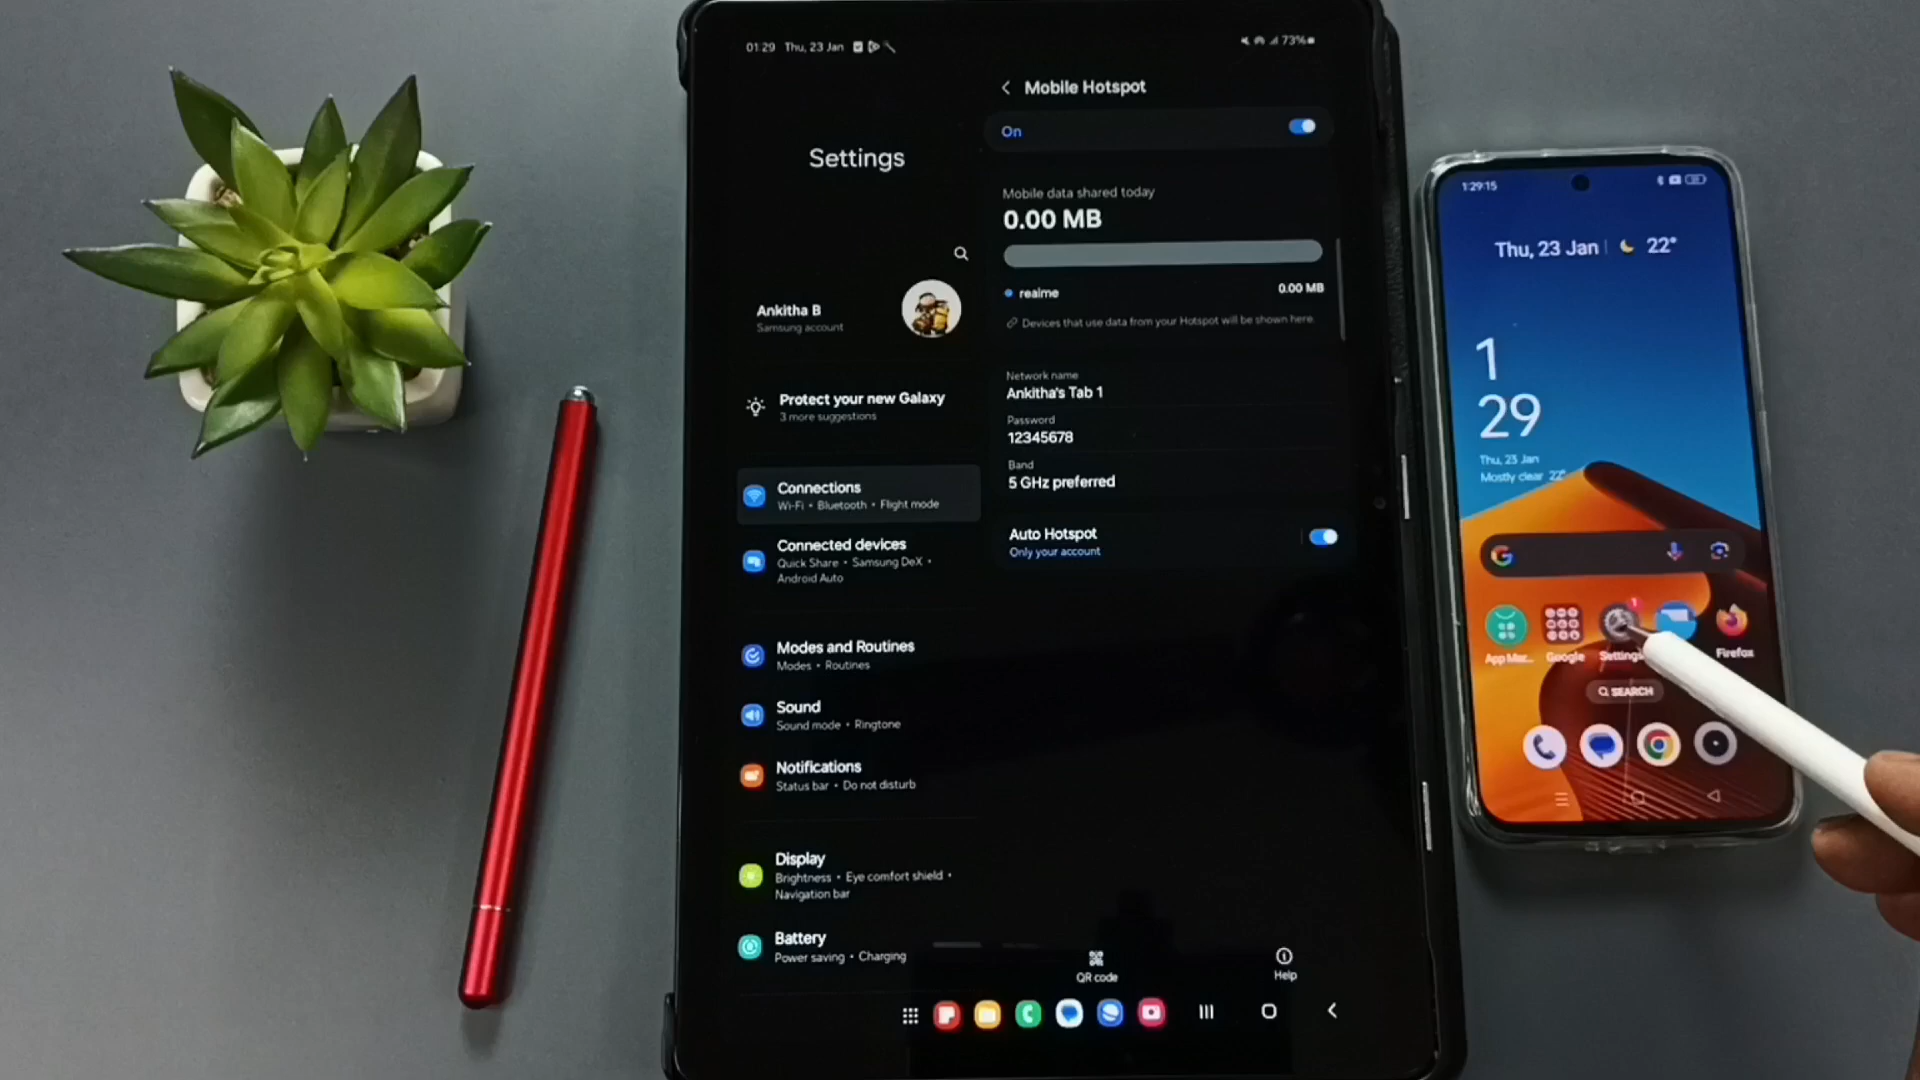 01:29 Thu, 23 Jan
73%
Settings
Ankitha B
Samsung account
Protect your new Galaxy
3 more suggestions
Connections
Wi-Fi • Bluetooth • Flight mode
Connected devices
Quick Share • Samsung DeX •
Android Auto
Modes and Routines
Modes • Routines
Sound
Sound mode • Ringtone
Notifications
Status bar • Do not disturb
Display
Brightness • Eye comfort shield •
Navigation bar
Battery
Power saving • Charging
Mobile Hotspot
On
Mobile data shared today
0.00 MB
realme 0.00 MB
Devices that use data from your Hotspot will be shown here.
Network name
Ankitha's Tab 1
Password
12345678
Band
5 GHz preferred
Auto Hotspot
Only your account
QR code
Help
1:29:15
Thu, 23 Jan 22°
1
29
Thu, 23 Jan
Mostly clear 22°
App Mar...
Google
Settings
Firefox
SEARCH